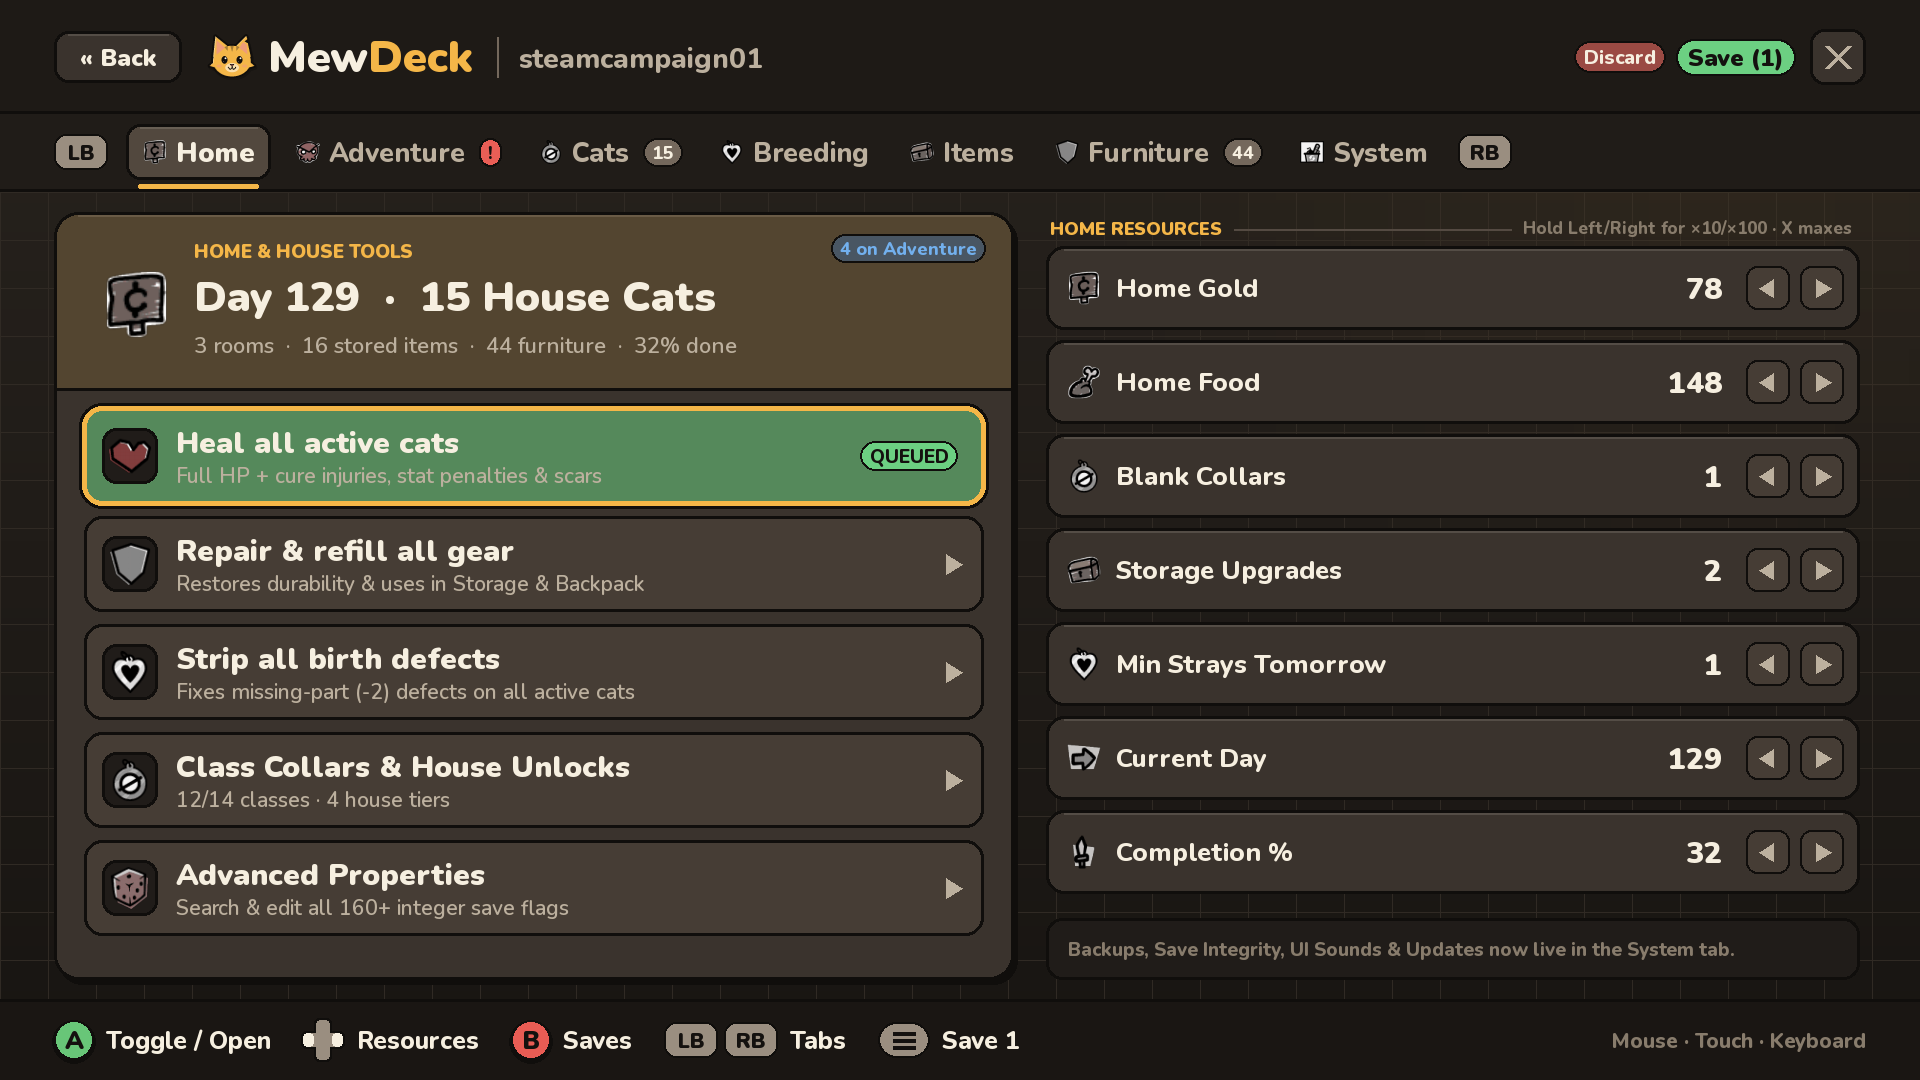 « Back
MewDeck
steamcampaign01
Discard
Save (1)
LB
Home
Adventure
!
Cats
15
Breeding
Items
Furniture
44
System
RB
HOME & HOUSE TOOLS
4 on Adventure
Day 129 · 15 House Cats
3 rooms · 16 stored items · 44 furniture · 32% done
Heal all active cats
Full HP + cure injuries, stat penalties & scars
QUEUED
Repair & refill all gear
Restores durability & uses in Storage & Backpack
Strip all birth defects
Fixes missing-part (-2) defects on all active cats
Class Collars & House Unlocks
12/14 classes · 4 house tiers
Advanced Properties
Search & edit all 160+ integer save flags
HOME RESOURCES
Hold Left/Right for ×10/×100 · X maxes
Home Gold
78
Home Food
148
Blank Collars
1
Storage Upgrades
2
Min Strays Tomorrow
1
Current Day
129
Completion %
32
Backups, Save Integrity, UI Sounds & Updates now live in the System tab.
A
Toggle / Open
Resources
B
Saves
LB
RB
Tabs
Save 1
Mouse · Touch · Keyboard